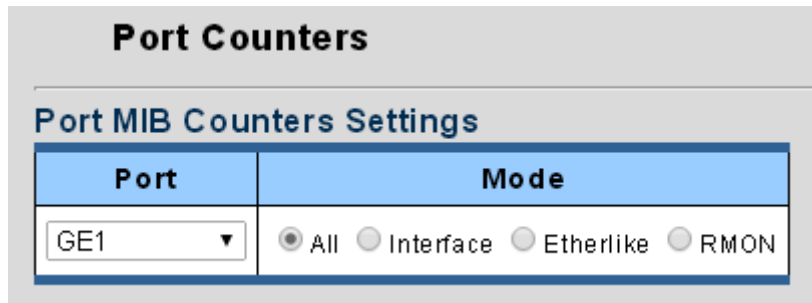 Port Counters
Port MIB Counters Settings
Port Mode
GE1 All Interface Etherlike RMON